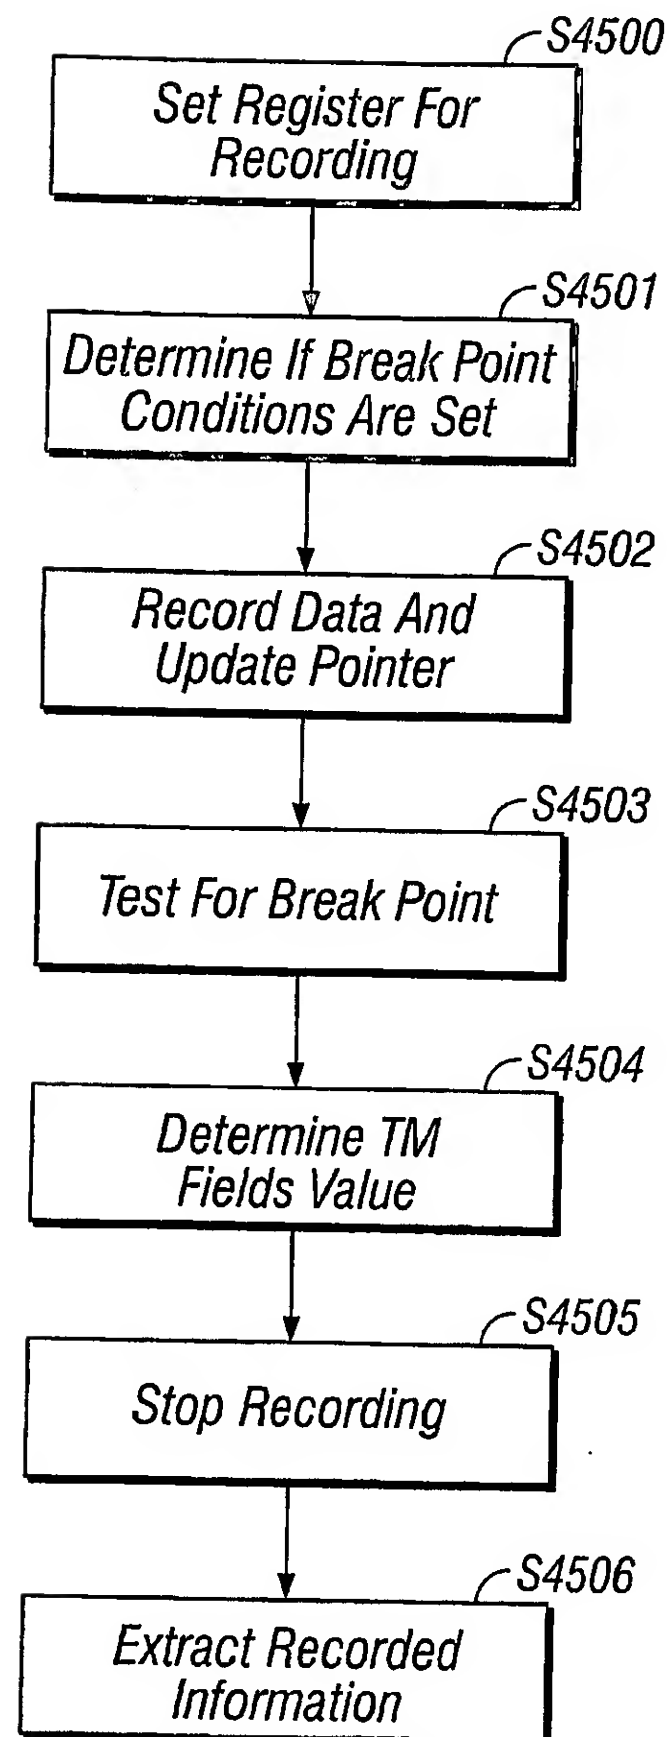 S4500
Set Register For
Recording
S4501
Determine If Break Point
Conditions Are Set
S4502
Record Data And
Update Pointer
S4503
Test For Break Point
S4504
Determine TM
Fields Value
S4505
Stop Recording
S4506
Extract Recorded
Information